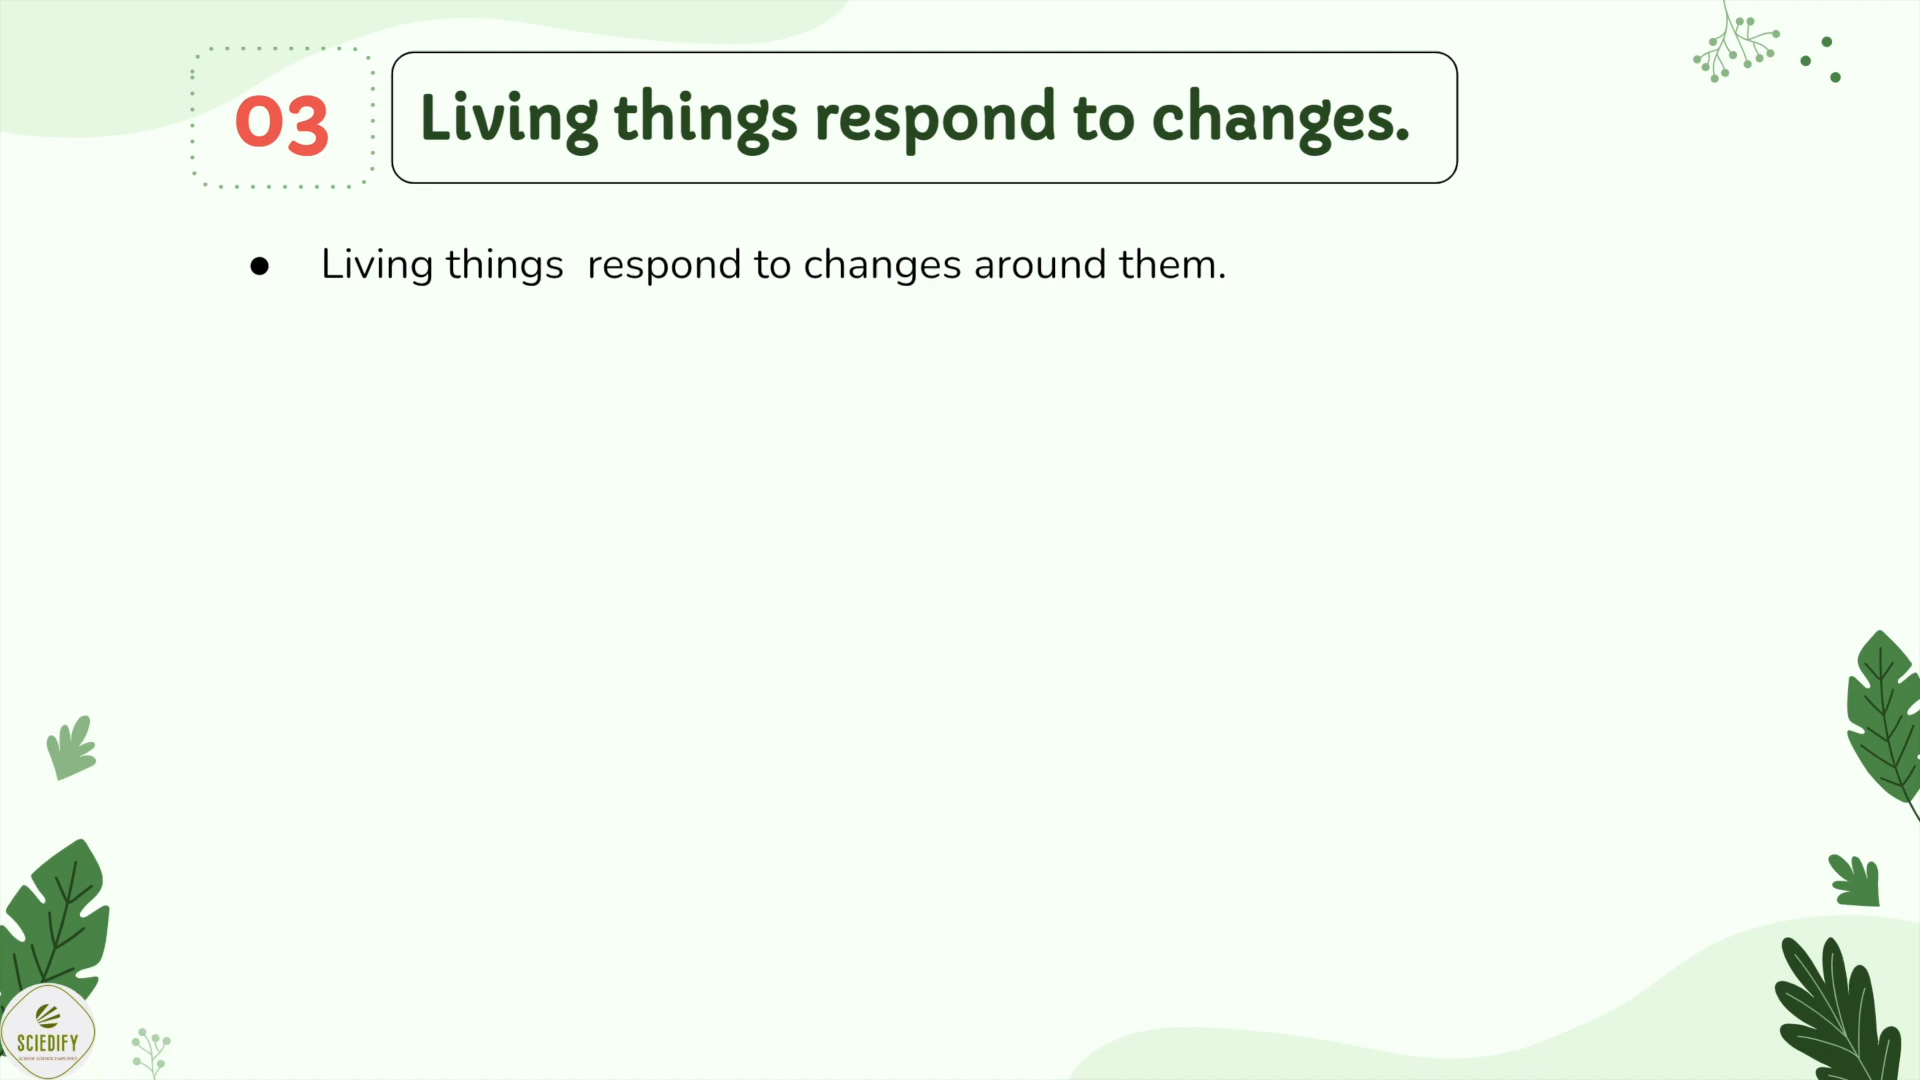 03
Living things respond to changes.
● Living things  respond to changes around them.
SCIEDIFY